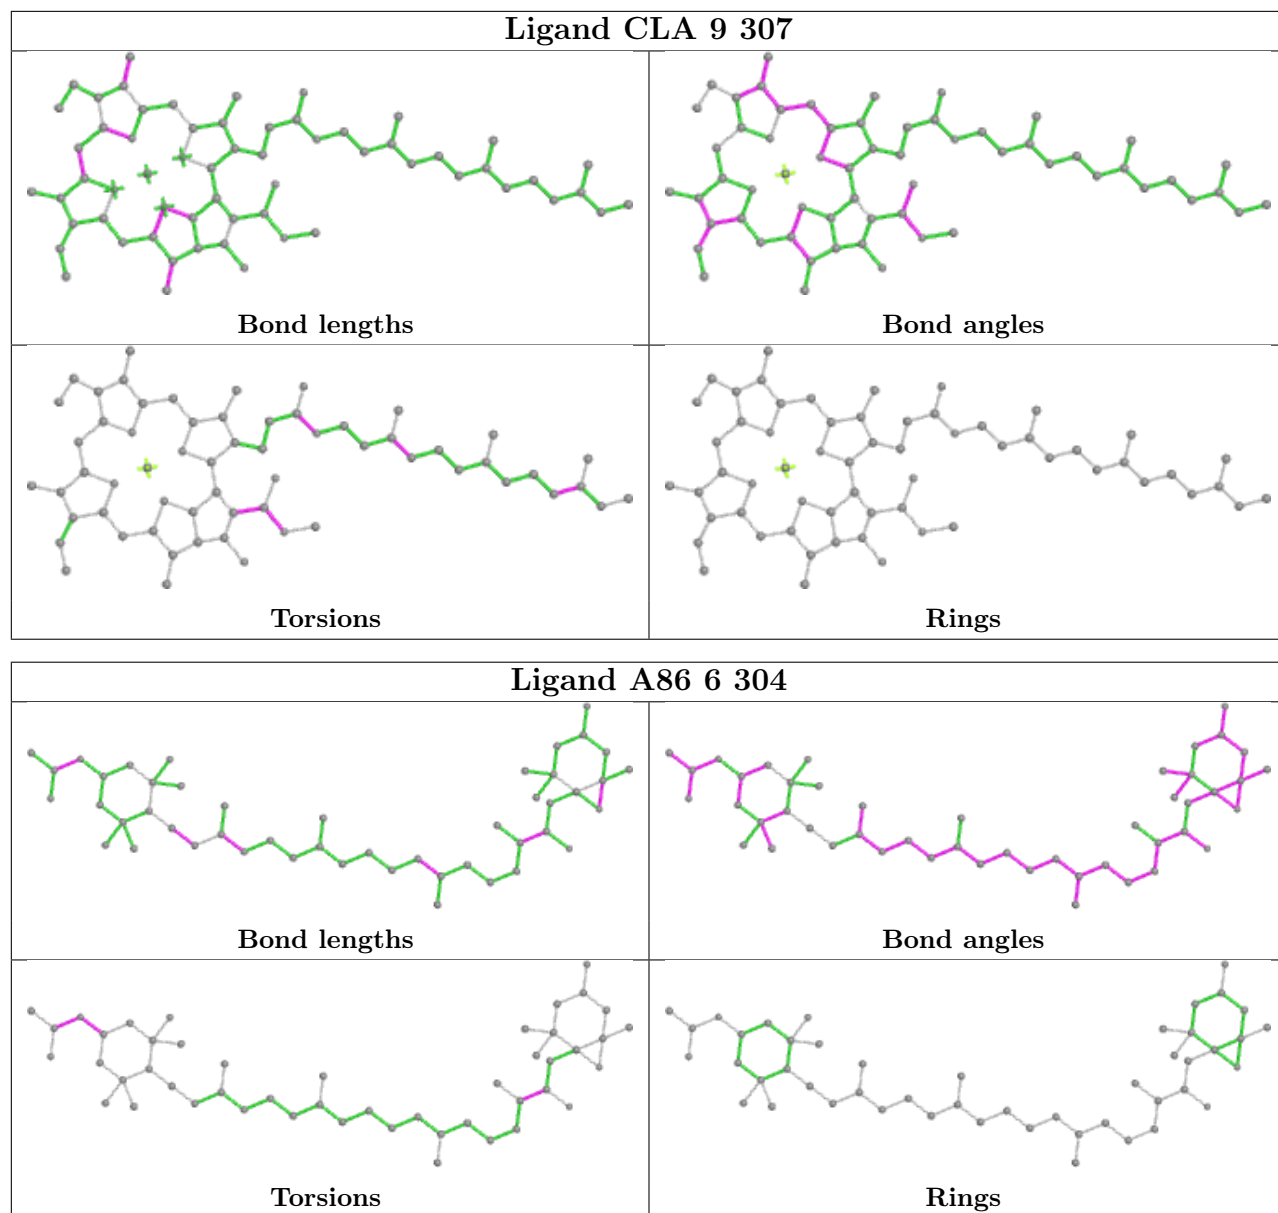 Ligand CLA 9 307
Bond lengths
Bond angles
Torsions
Rings
Ligand A86 6 304
Bond lengths
Bond angles
Torsions
Rings